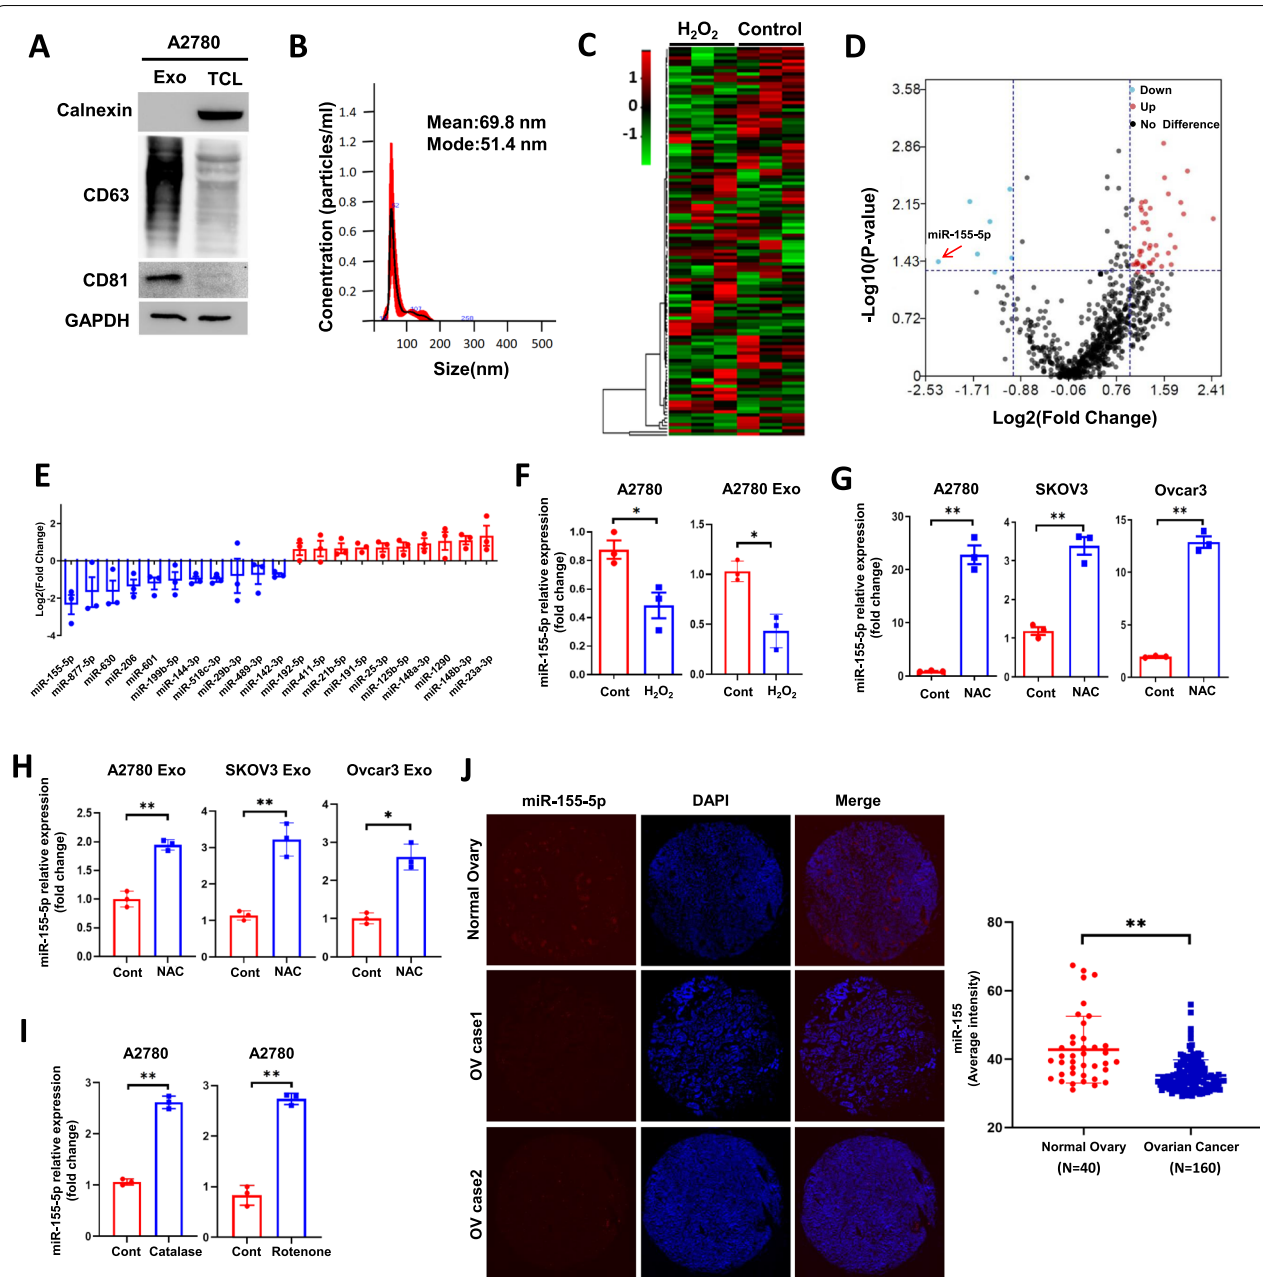 A
A2780
Exo TCL
Calnexin
CD63
CD81
GAPDH
B
Mean:69.8 nm
Mode:51.4 nm
Conentration (particles/ml)
1.4
1.2
1.0
0.8
0.6
0.4
0.2
52
250
100 200 300 400 500
Size(nm)
C
H₂O₂ Control
1
0
-1
D
Down
Up
No Difference
miR-155-5p
-Log10(P-value)
3.58
2.86
2.15
1.43
0.72
0
-2.53 -1.71 -0.88 -0.06 0.76 1.59 2.41
Log2(Fold Change)
E
Log2(Fold Change)
2
0
-2
-4
miR-155-5p
miR-877-5p
miR-630
miR-206
miR-601
miR-199b-5p
miR-144-3p
miR-518c-3p
miR-29b-3p
miR-489-3p
miR-142-3p
miR-192-5p
miR-411-5p
miR-21b-5p
miR-191-5p
miR-25-3p
miR-125b-5p
miR-148a-3p
miR-1290
miR-148b-3p
miR-23a-3p
F
miR-155-5p relative expression
(fold change)
A2780
*
1.0
0.8
0.6
0.4
0.2
0.0
Cont H₂O₂
A2780 Exo
*
1.5
1.0
0.5
0.0
Cont H₂O₂
G
miR-155-5p relative expression
(fold change)
A2780
**
30
20
10
0
Cont NAC
SKOV3
**
4
3
2
1
0
Cont NAC
Ovcar3
**
15
10
5
0
Cont NAC
H
miR-155-5p relative expression
(fold change)
A2780 Exo
**
2.5
2.0
1.5
1.0
0.5
0.0
Cont NAC
SKOV3 Exo
**
4
3
2
1
0
Cont NAC
Ovcar3 Exo
*
4
3
2
1
0
Cont NAC
I
miR-155-5p relative expression
(fold change)
A2780
**
3
2
1
0
Cont Catalase
A2780
**
3
2
1
0
Cont Rotenone
J
miR-155-5p DAPI Merge
Normal Ovary
OV case1
OV case2
miR-155
(Average intensity)
**
80
60
40
20
Normal Ovary Ovarian Cancer
(N=40) (N=160)